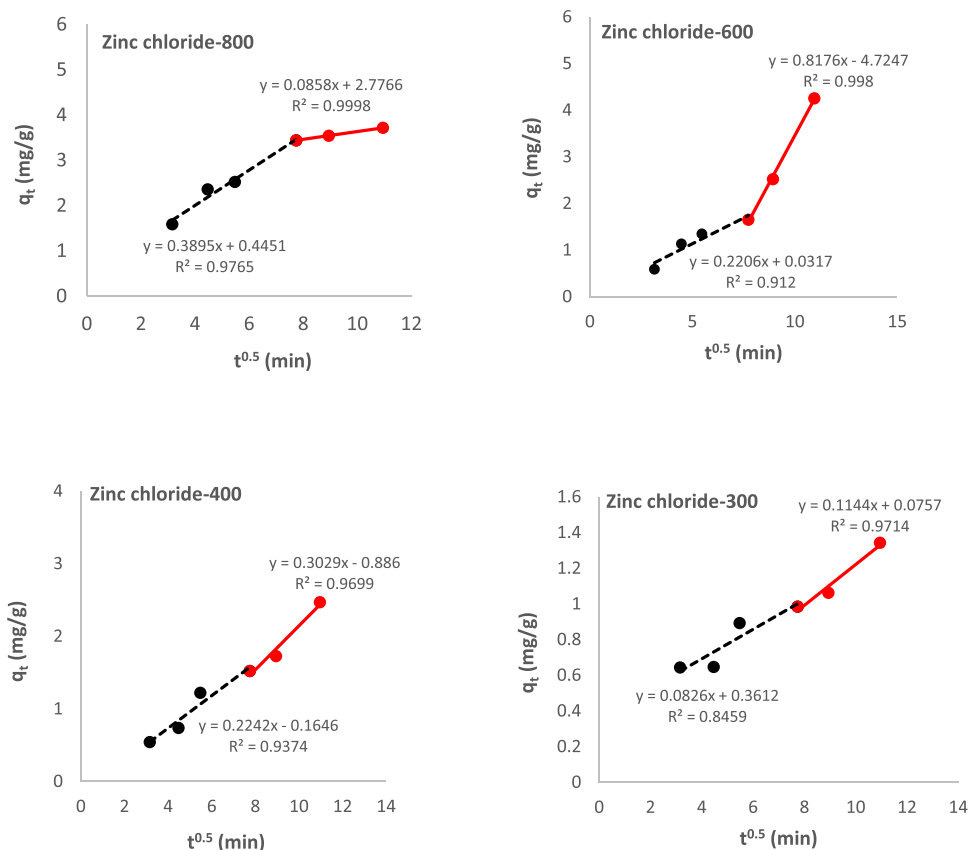 Zinc chloride-800
y = 0.0858x + 2.7766
R² = 0.9998
y = 0.3895x + 0.4451
R² = 0.9765
6
5
4
3
2
1
0
0 2 4 6 8 10 12
qt (mg/g)
t^0.5 (min)
Zinc chloride-600
y = 0.8176x - 4.7247
R² = 0.998
y = 0.2206x + 0.0317
R² = 0.912
6
5
4
3
2
1
0
0 5 10 15
qt (mg/g)
t^0.5 (min)
Zinc chloride-400
y = 0.3029x - 0.886
R² = 0.9699
y = 0.2242x - 0.1646
R² = 0.9374
4
3
2
1
0
0 2 4 6 8 10 12 14
qt (mg/g)
t^0.5 (min)
Zinc chloride-300
y = 0.1144x + 0.0757
R² = 0.9714
y = 0.0826x + 0.3612
R² = 0.8459
1.6
1.4
1.2
1
0.8
0.6
0.4
0.2
0
0 2 4 6 8 10 12 14
qt (mg/g)
t^0.5 (min)